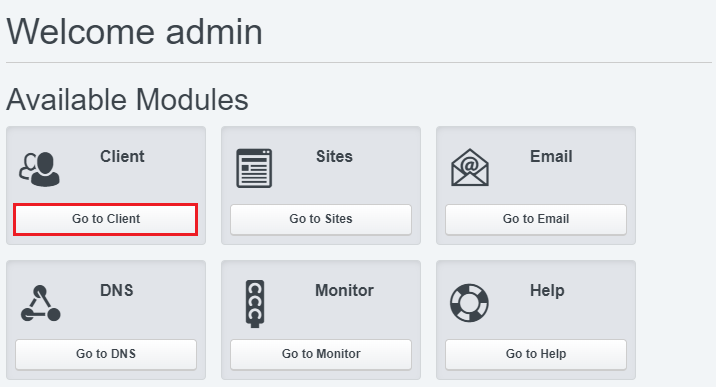 Welcome admin
Available Modules
Client
Sites
Email
Go to Client
Go to Sites
Go to Email
DNS
Monitor
Help
Go to DNS
Go to Monitor
Go to Help